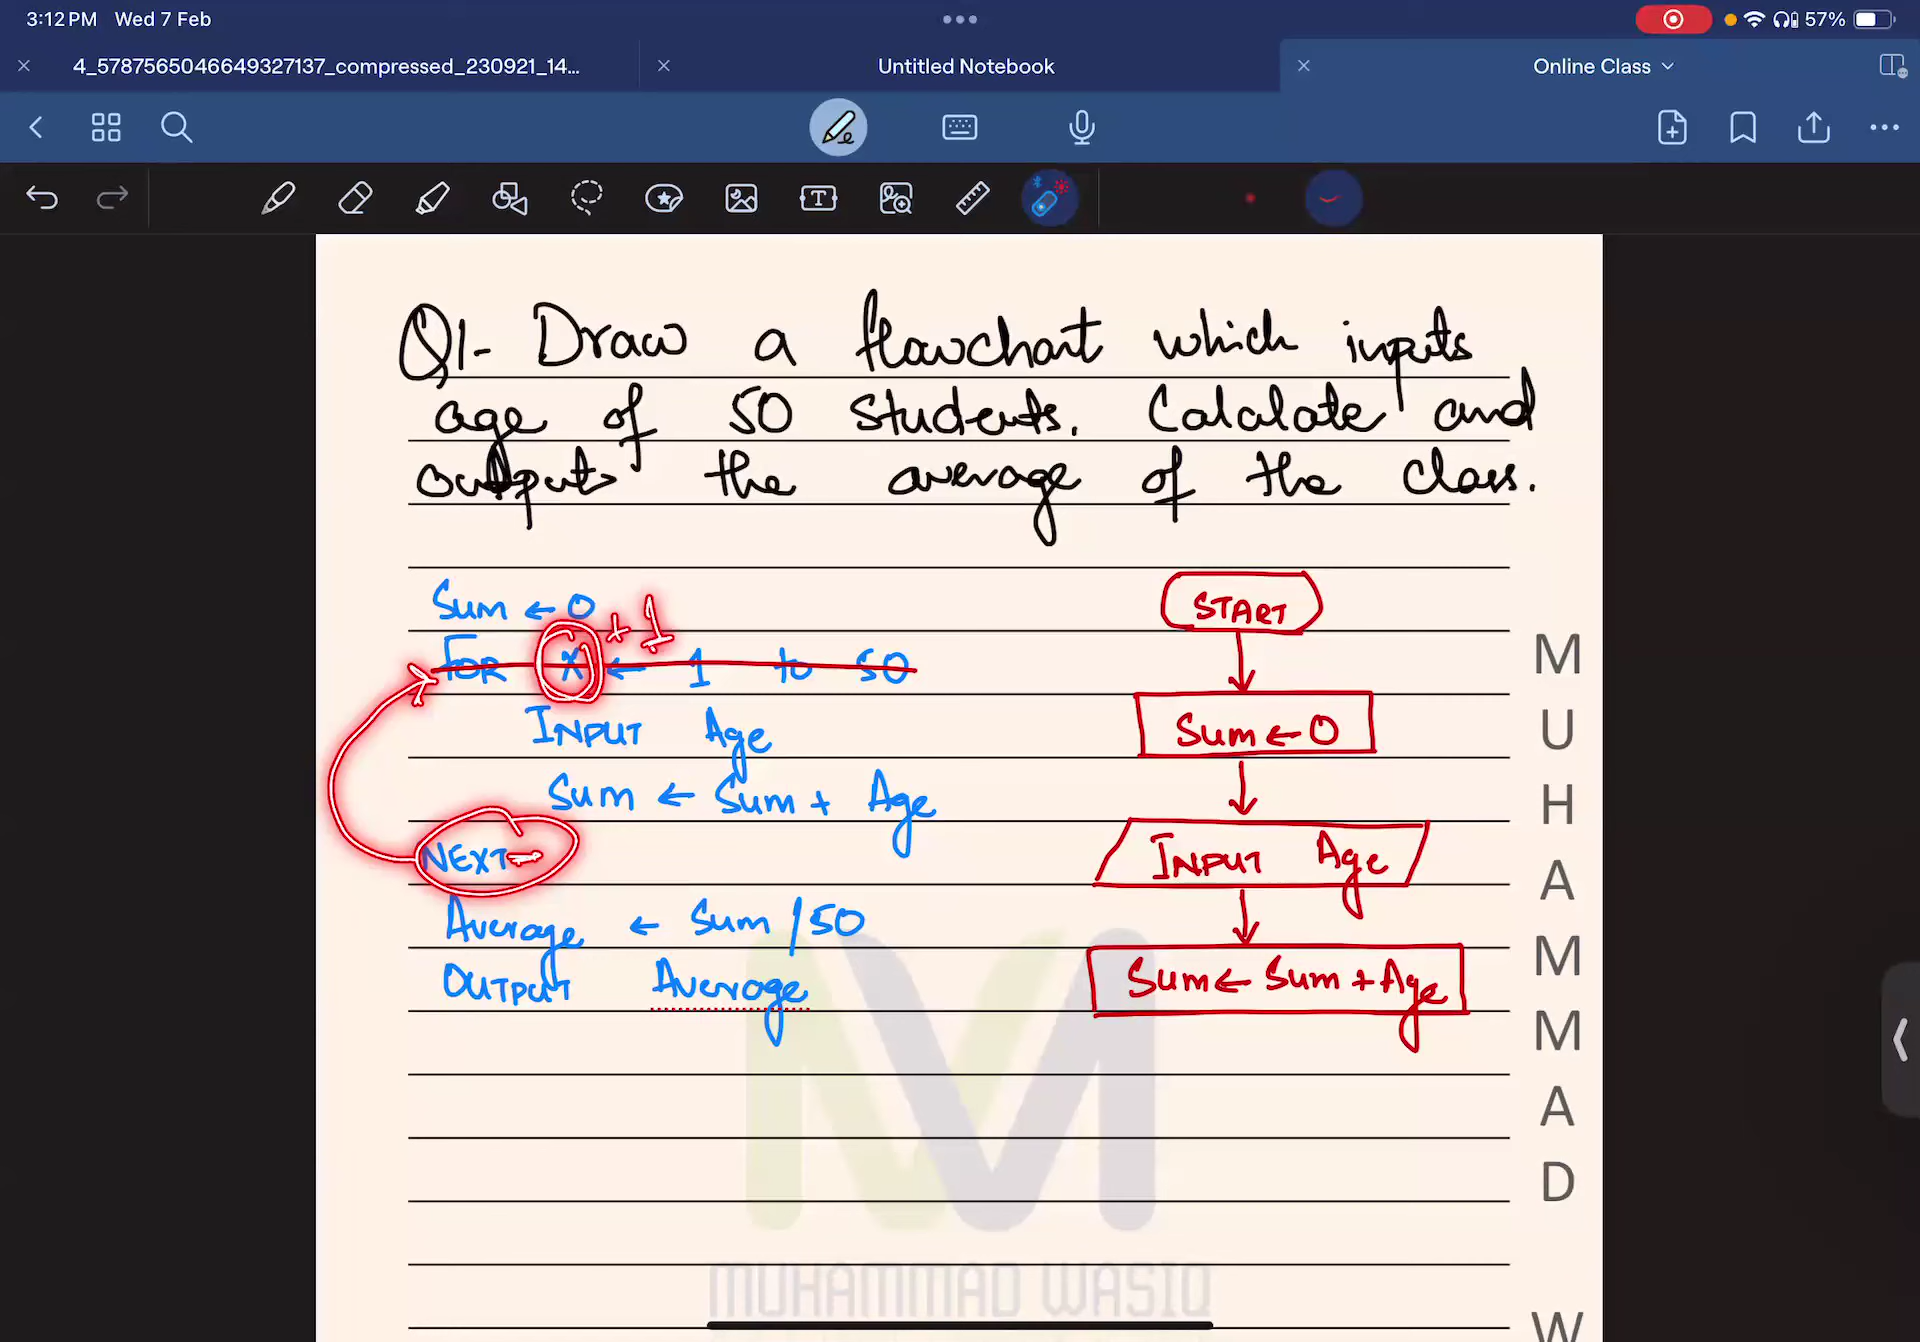 3:12 PM Wed 7 Feb
57%
4_5787565046649327137_compressed_230921_14...
Untitled Notebook
Online Class
Q1- Draw a flowchart which inputs
age of 50 students. Calculate and
outputs the average of the class.
Sum ← 0
+ 1
FOR X ← 1 to 50
INPUT Age
Sum ← Sum + Age
NEXT
Average ← Sum / 50
OUTPUT Average
START
Sum ← 0
INPUT Age
Sum ← Sum + Age
MUHAMMAD W
MUHAMMAD WASIQ